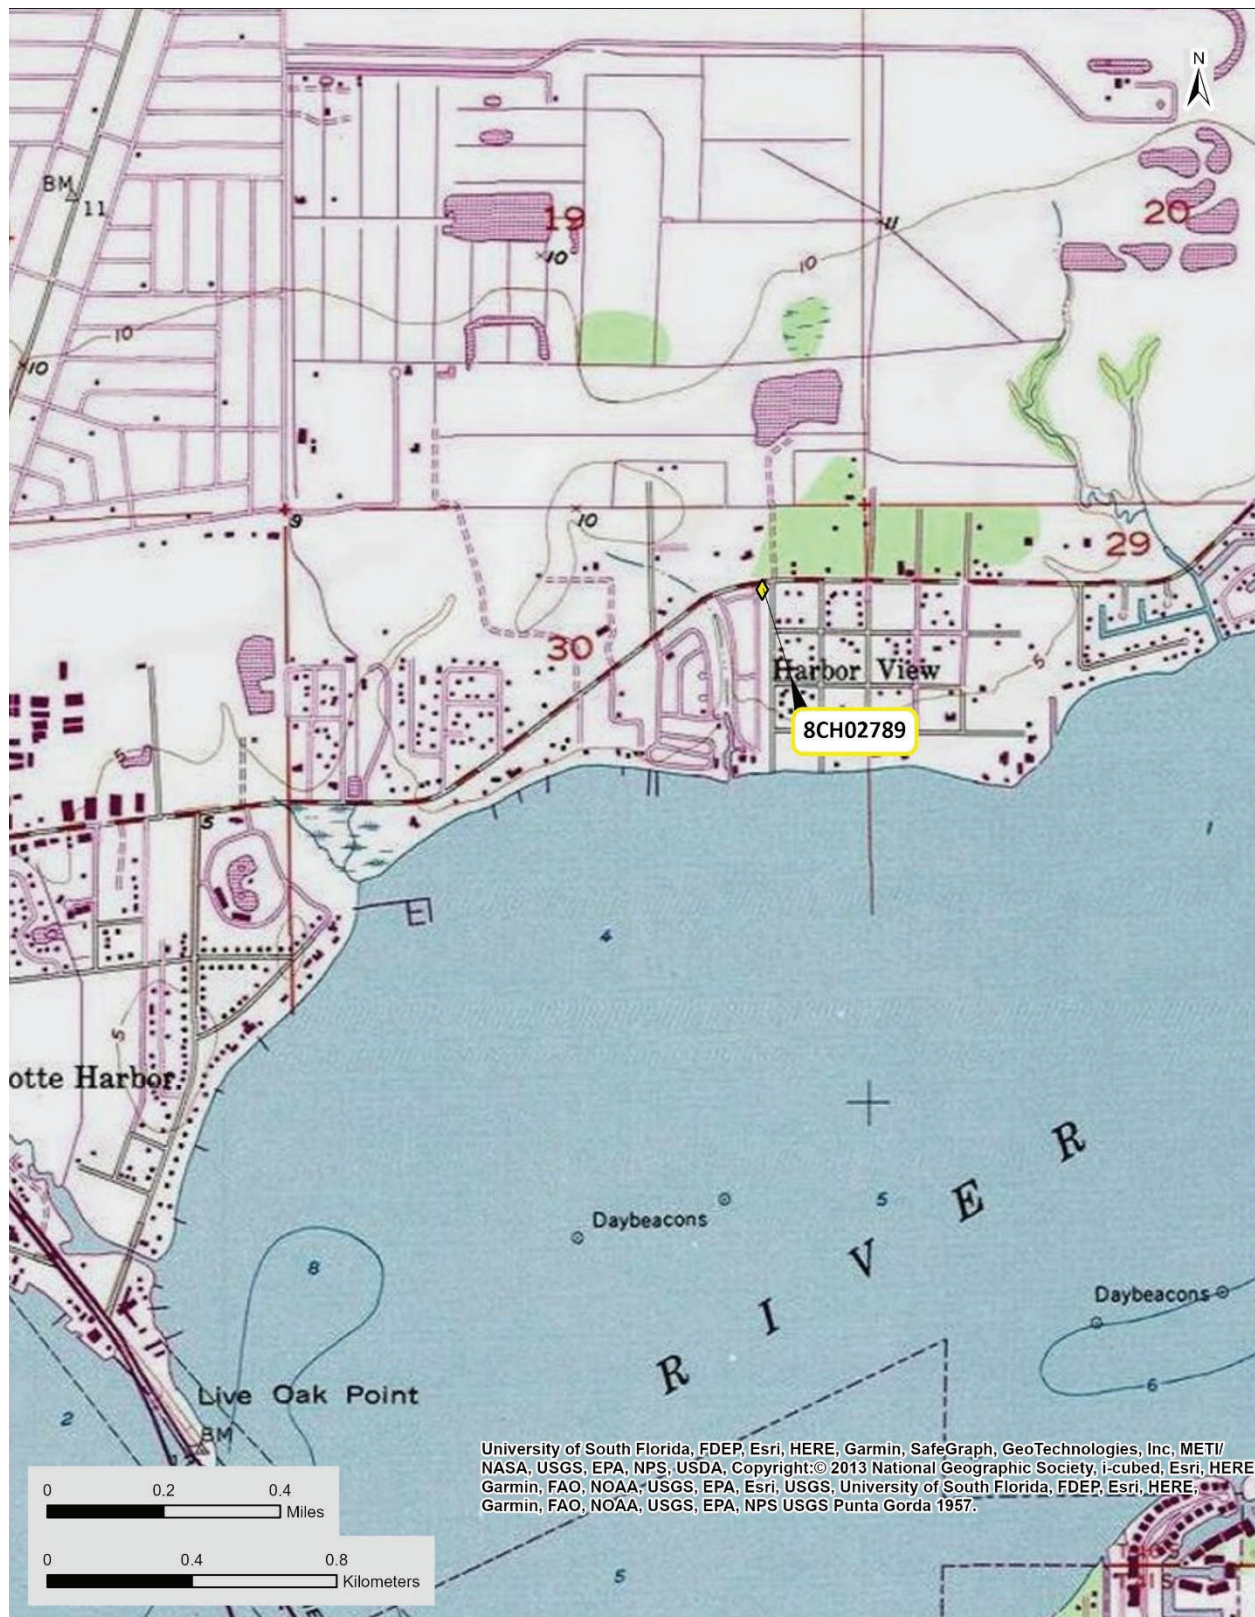 N
BM
11
19
20
10
11
10
10
10
9
10
29
30
Harbor View
5
8CH02789
5
1
4
5
otte Harbor
R
E
V
I
R
5
Daybeacons
8
Daybeacons
6
Live Oak Point
2
BM
University of South Florida, FDEP, Esri, HERE, Garmin, SafeGraph, GeoTechnologies, Inc, METI/
NASA, USGS, EPA, NPS, USDA, Copyright:© 2013 National Geographic Society, i-cubed, Esri, HERE
Garmin, FAO, NOAA, USGS, EPA, Esri, USGS, University of South Florida, FDEP, Esri, HERE,
Garmin, FAO, NOAA, USGS, EPA, NPS USGS Punta Gorda 1957.
0 0.2 0.4
Miles
0 0.4 0.8
Kilometers
5